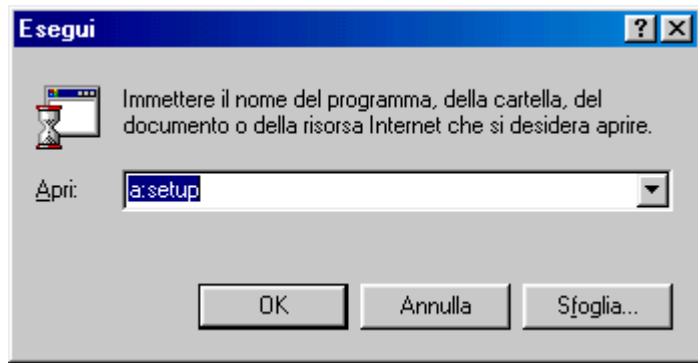 Esegui
Immettere il nome del programma, della cartella, del
documento o della risorsa Internet che si desidera aprire.
Apri: a:setup
OK Annulla Sfoglia...